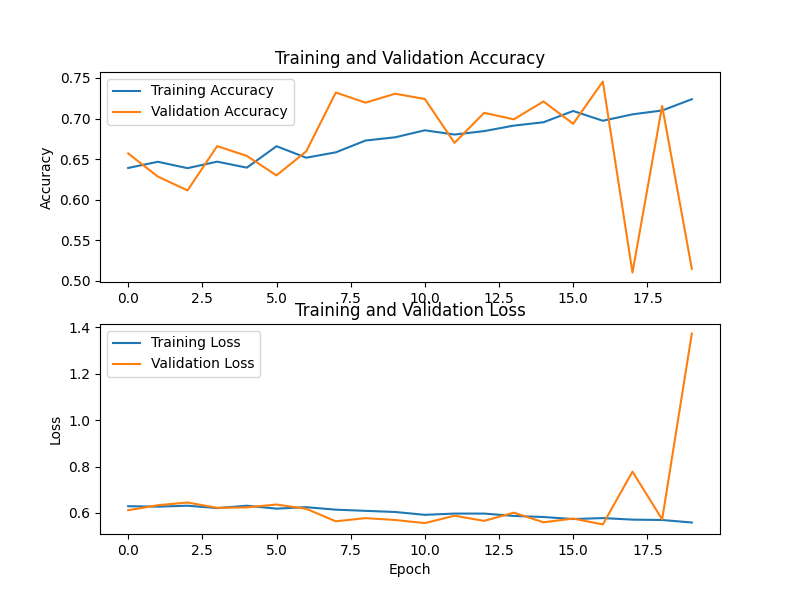 Training and Validation Accuracy
Training Accuracy
Validation Accuracy
Accuracy
0.75
0.70
0.65
0.60
0.55
0.50
0.0 2.5 5.0 7.5 10.0 12.5 15.0 17.5
Training and Validation Loss
Training Loss
Validation Loss
Loss
1.4
1.2
1.0
0.8
0.6
0.0 2.5 5.0 7.5 10.0 12.5 15.0 17.5
Epoch